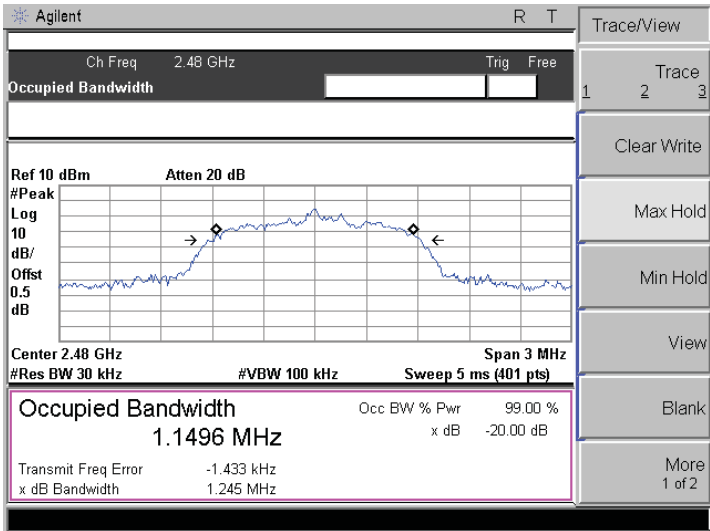 Agilent R T
Trace/View
Ch Freq 2.48 GHz Trig Free
Occupied Bandwidth
Trace
1 2 3
Clear Write
Max Hold
Min Hold
View
Blank
More
1 of 2
Ref 10 dBm Atten 20 dB
#Peak
Log
10
dB/
Offst
0.5
dB
Center 2.48 GHz Span 3 MHz
#Res BW 30 kHz #VBW 100 kHz Sweep 5 ms (401 pts)
Occupied Bandwidth Occ BW % Pwr 99.00 %
1.1496 MHz x dB -20.00 dB
Transmit Freq Error -1.433 kHz
x dB Bandwidth 1.245 MHz